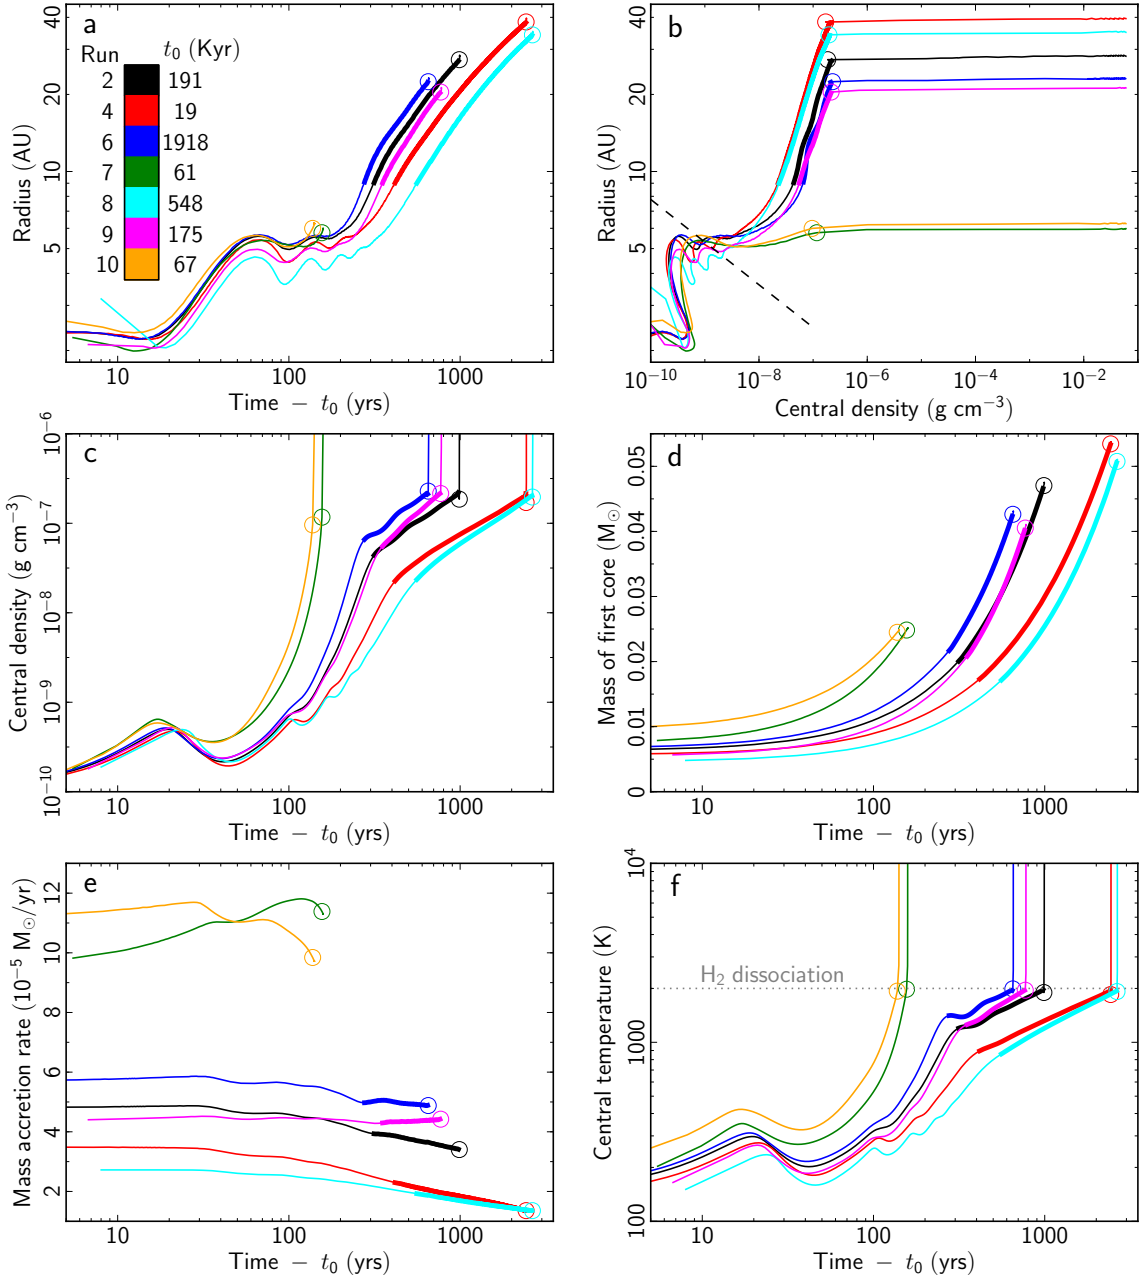 a
Run t₀ (Kyr)
2 191
4 19
6 1918
7 61
8 548
9 175
10 67
40
20
10
5
Radius (AU)
10 100 1000
Time − t₀ (yrs)
b
40
20
10
5
Radius (AU)
10⁻¹⁰ 10⁻⁸ 10⁻⁶ 10⁻⁴ 10⁻²
Central density (g cm⁻³)
c
10⁻⁶
10⁻⁷
10⁻⁸
10⁻⁹
10⁻¹⁰
Central density (g cm⁻³)
10 100 1000
Time − t₀ (yrs)
d
0.05
0.04
0.03
0.02
0.01
0
Mass of first core (M⊙)
10 100 1000
Time − t₀ (yrs)
e
12
10
8
6
4
2
Mass accretion rate (10⁻⁵ M⊙/yr)
10 100 1000
Time − t₀ (yrs)
f
10⁴
1000
100
Central temperature (K)
H₂ dissociation
10 100 1000
Time − t₀ (yrs)